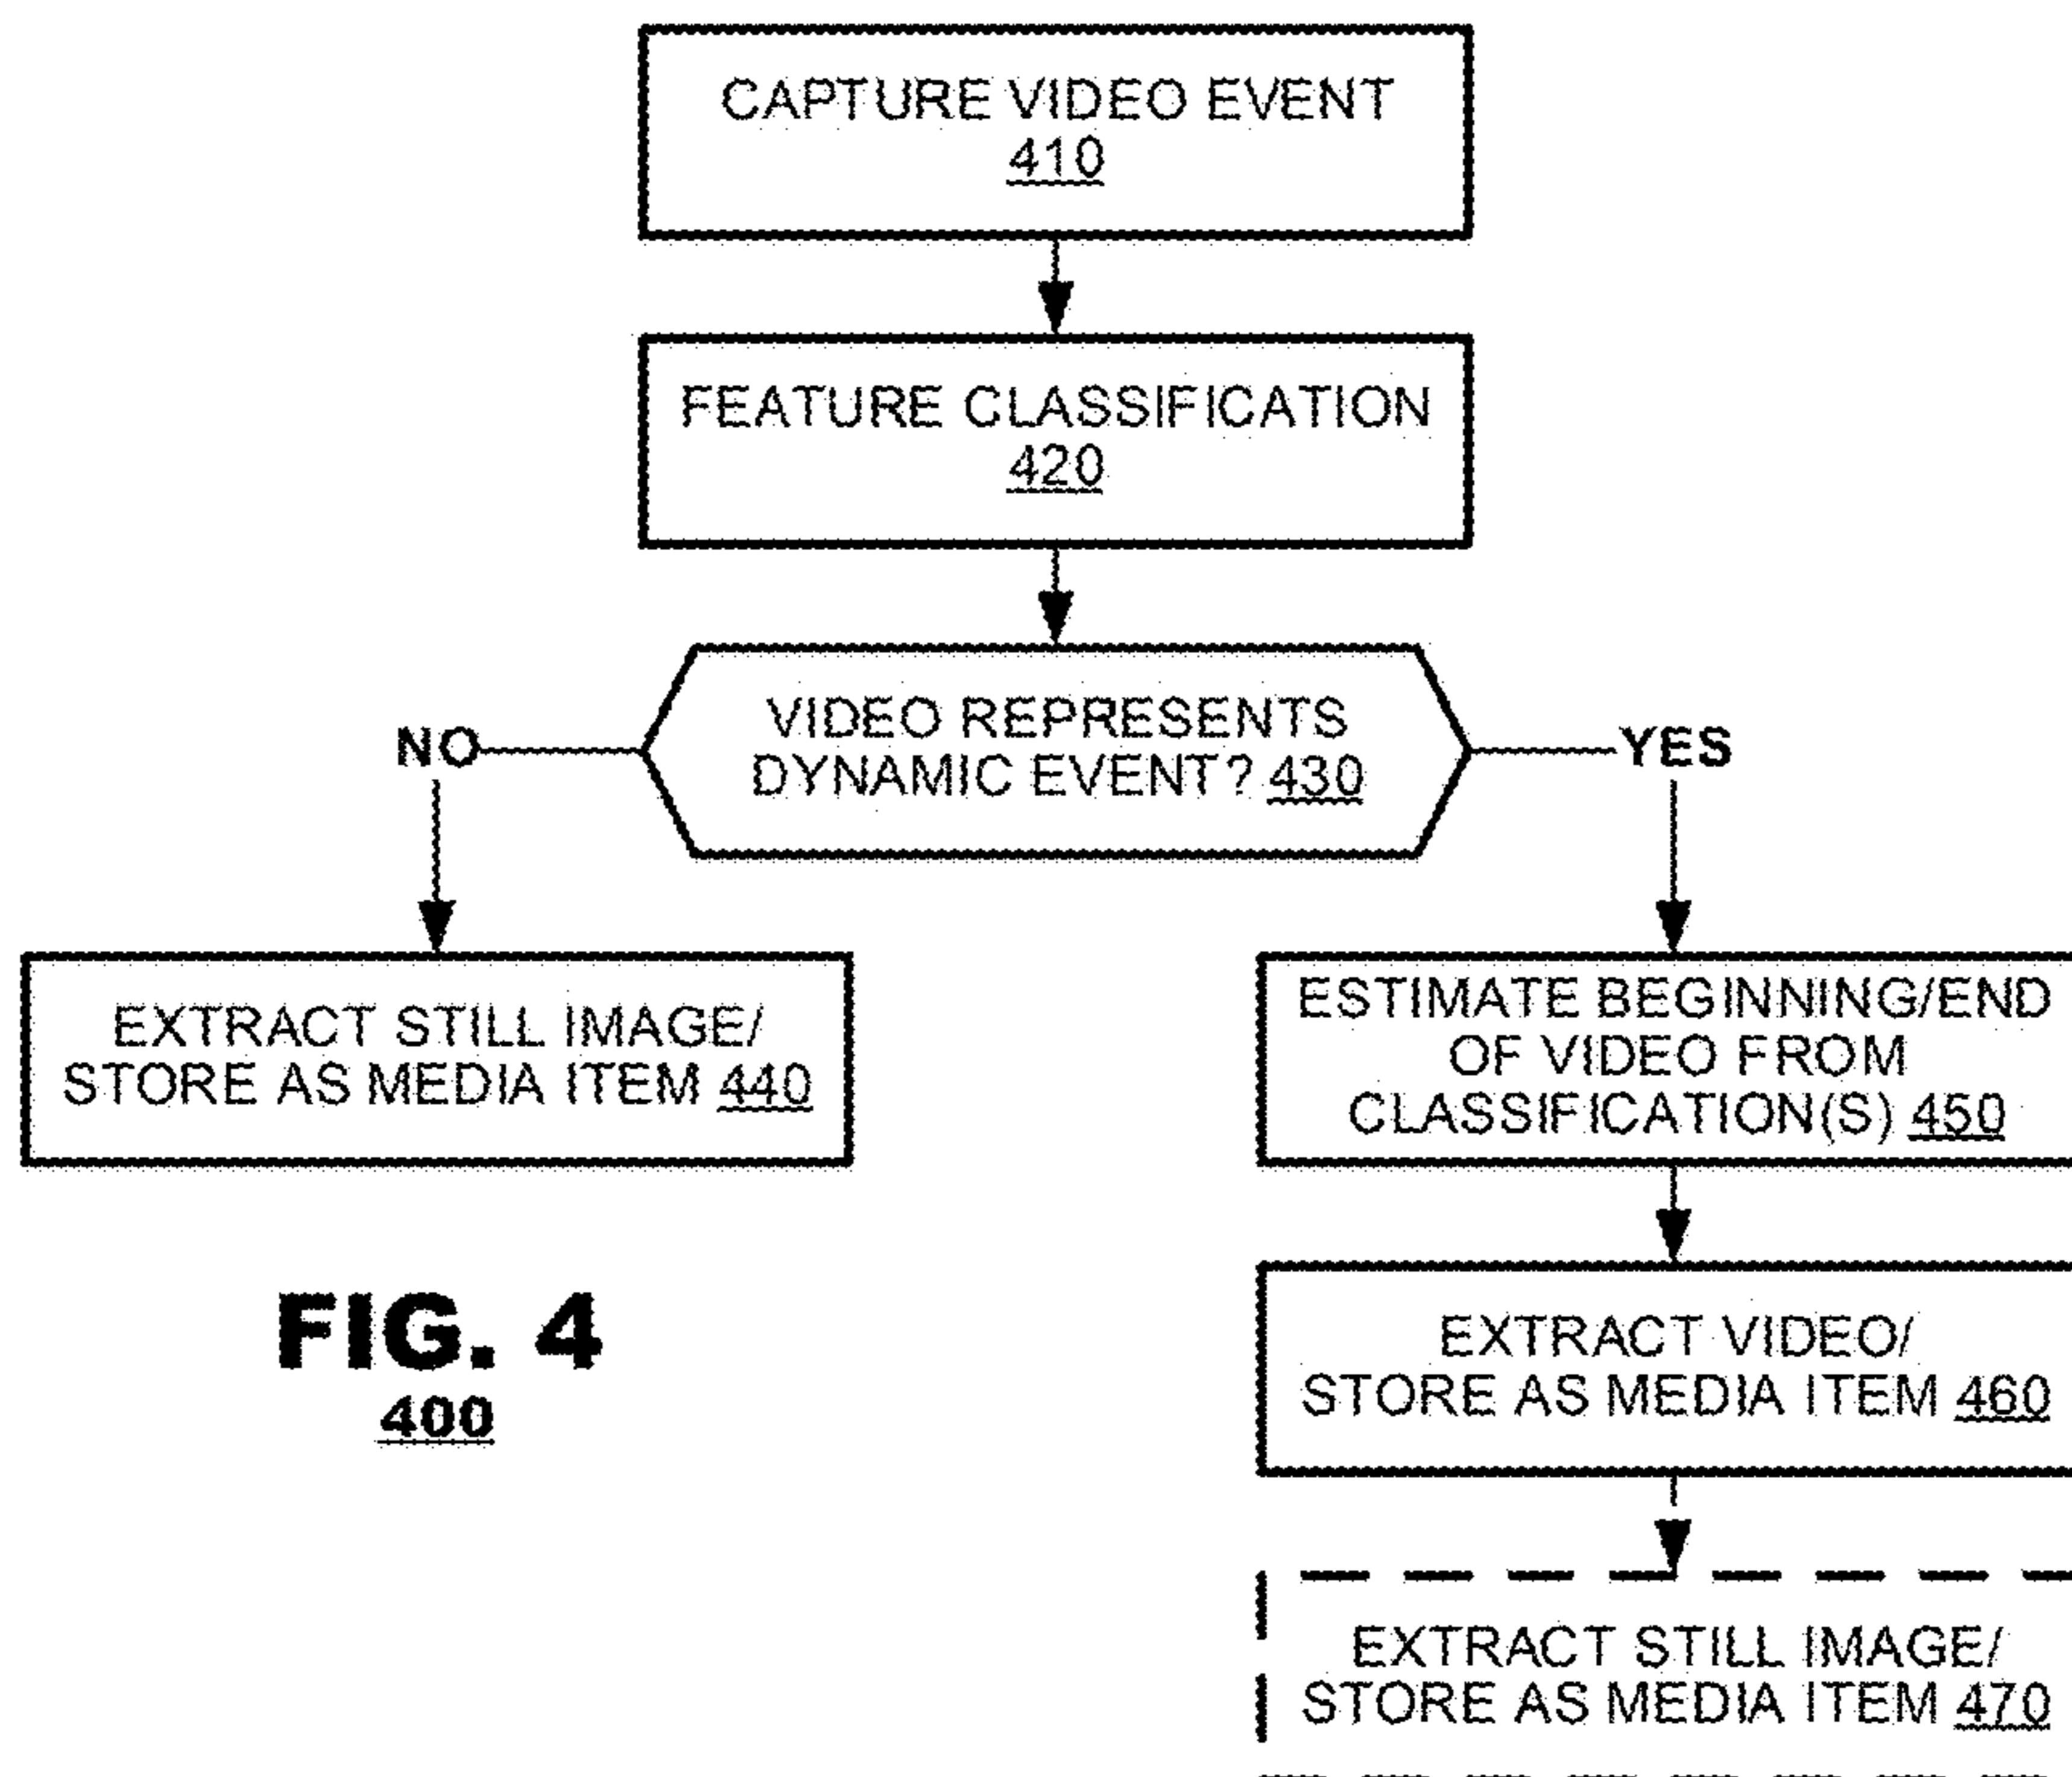 CAPTURE VIDEO EVENT
410
FEATURE CLASSIFICATION
420
VIDEO REPRESENTS
DYNAMIC EVENT? 430
NO
YES
EXTRACT STILL IMAGE/
STORE AS MEDIA ITEM 440
ESTIMATE BEGINNING/END
OF VIDEO FROM
CLASSIFICATION(S) 450
EXTRACT VIDEO/
STORE AS MEDIA ITEM 460
EXTRACT STILL IMAGE/
STORE AS MEDIA ITEM 470
FIG. 4
400